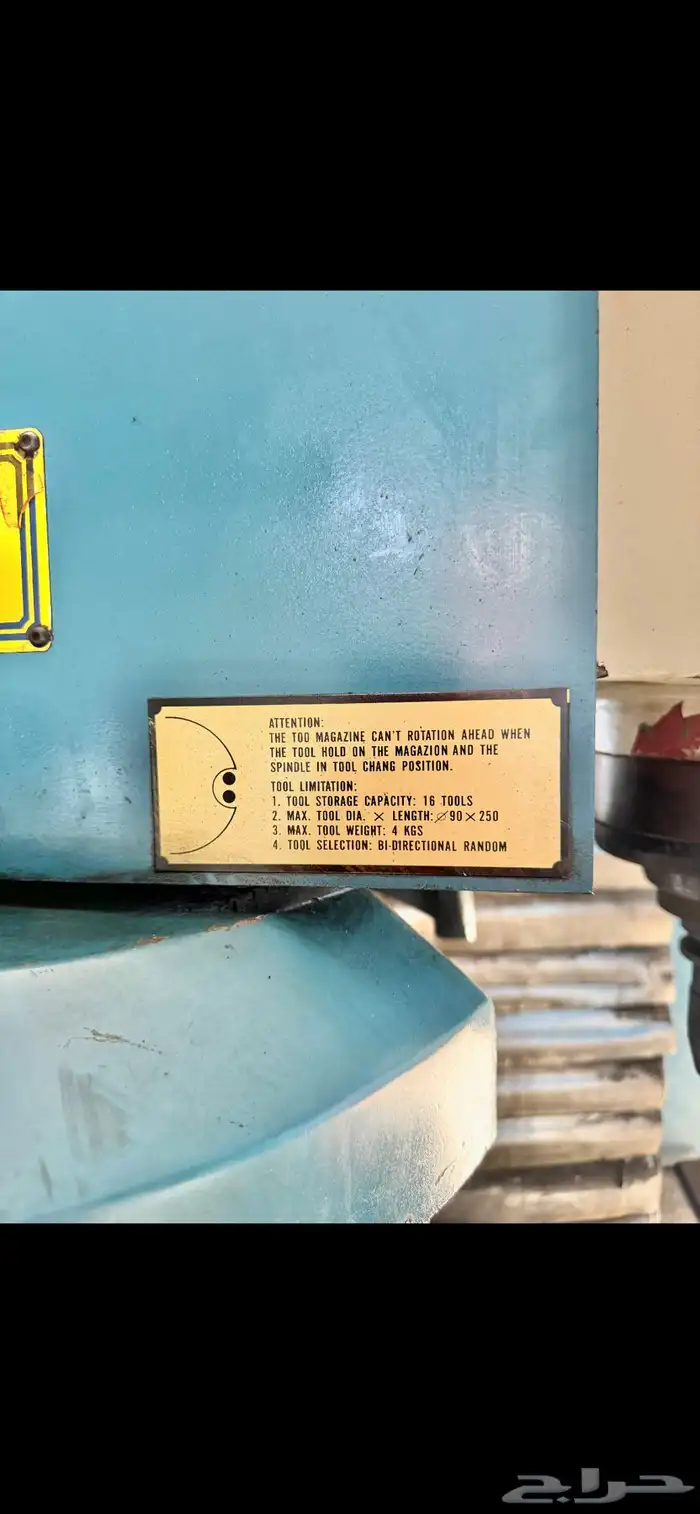 ATTENTION:
THE TOO MAGAZINE CAN'T ROTATION AHEAD WHEN
THE TOOL HOLD ON THE MAGAZION AND THE
SPINDLE IN TOOL CHANG POSITION.
TOOL LIMITATION:
1. TOOL STORAGE CAPACITY: 16 TOOLS
2. MAX. TOOL DIA. × LENGTH: ⌀90×250
3. MAX. TOOL WEIGHT: 4 KGS
4. TOOL SELECTION: BI-DIRECTIONAL RANDOM
حراج